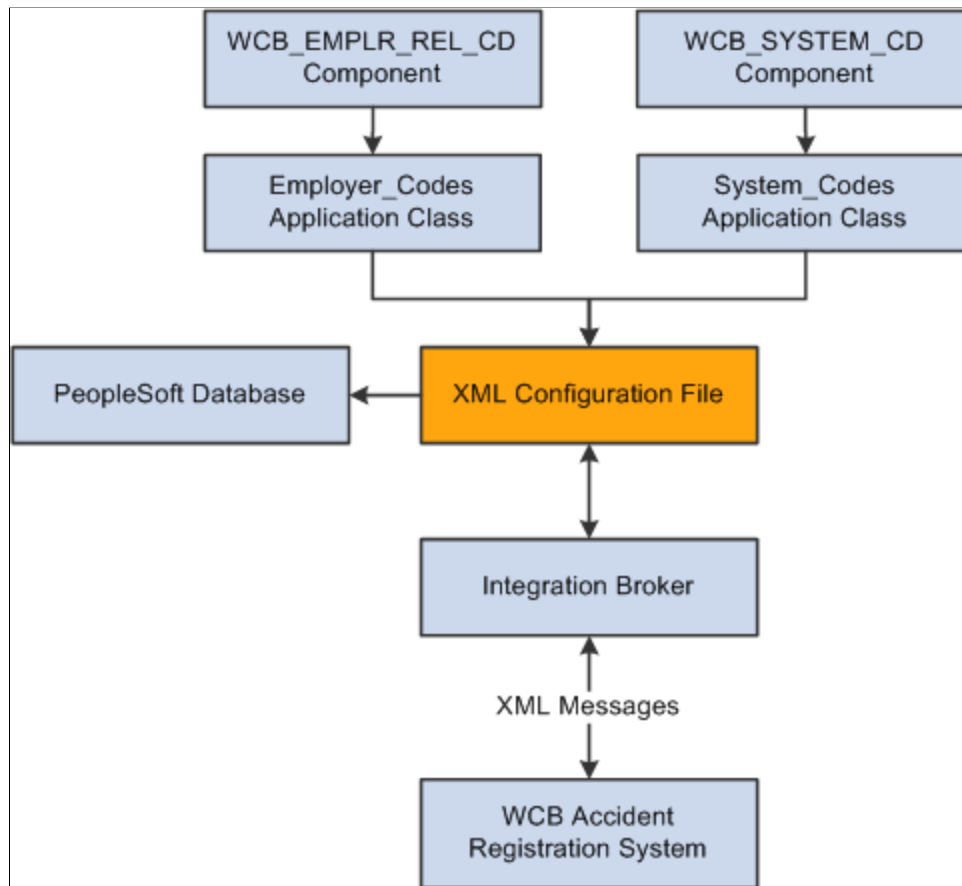 WCB_EMPLR_REL_CD
Component
WCB_SYSTEM_CD
Component
Employer_Codes
Application Class
System_Codes
Application Class
PeopleSoft Database
XML Configuration File
Integration Broker
XML Messages
WCB Accident
Registration System